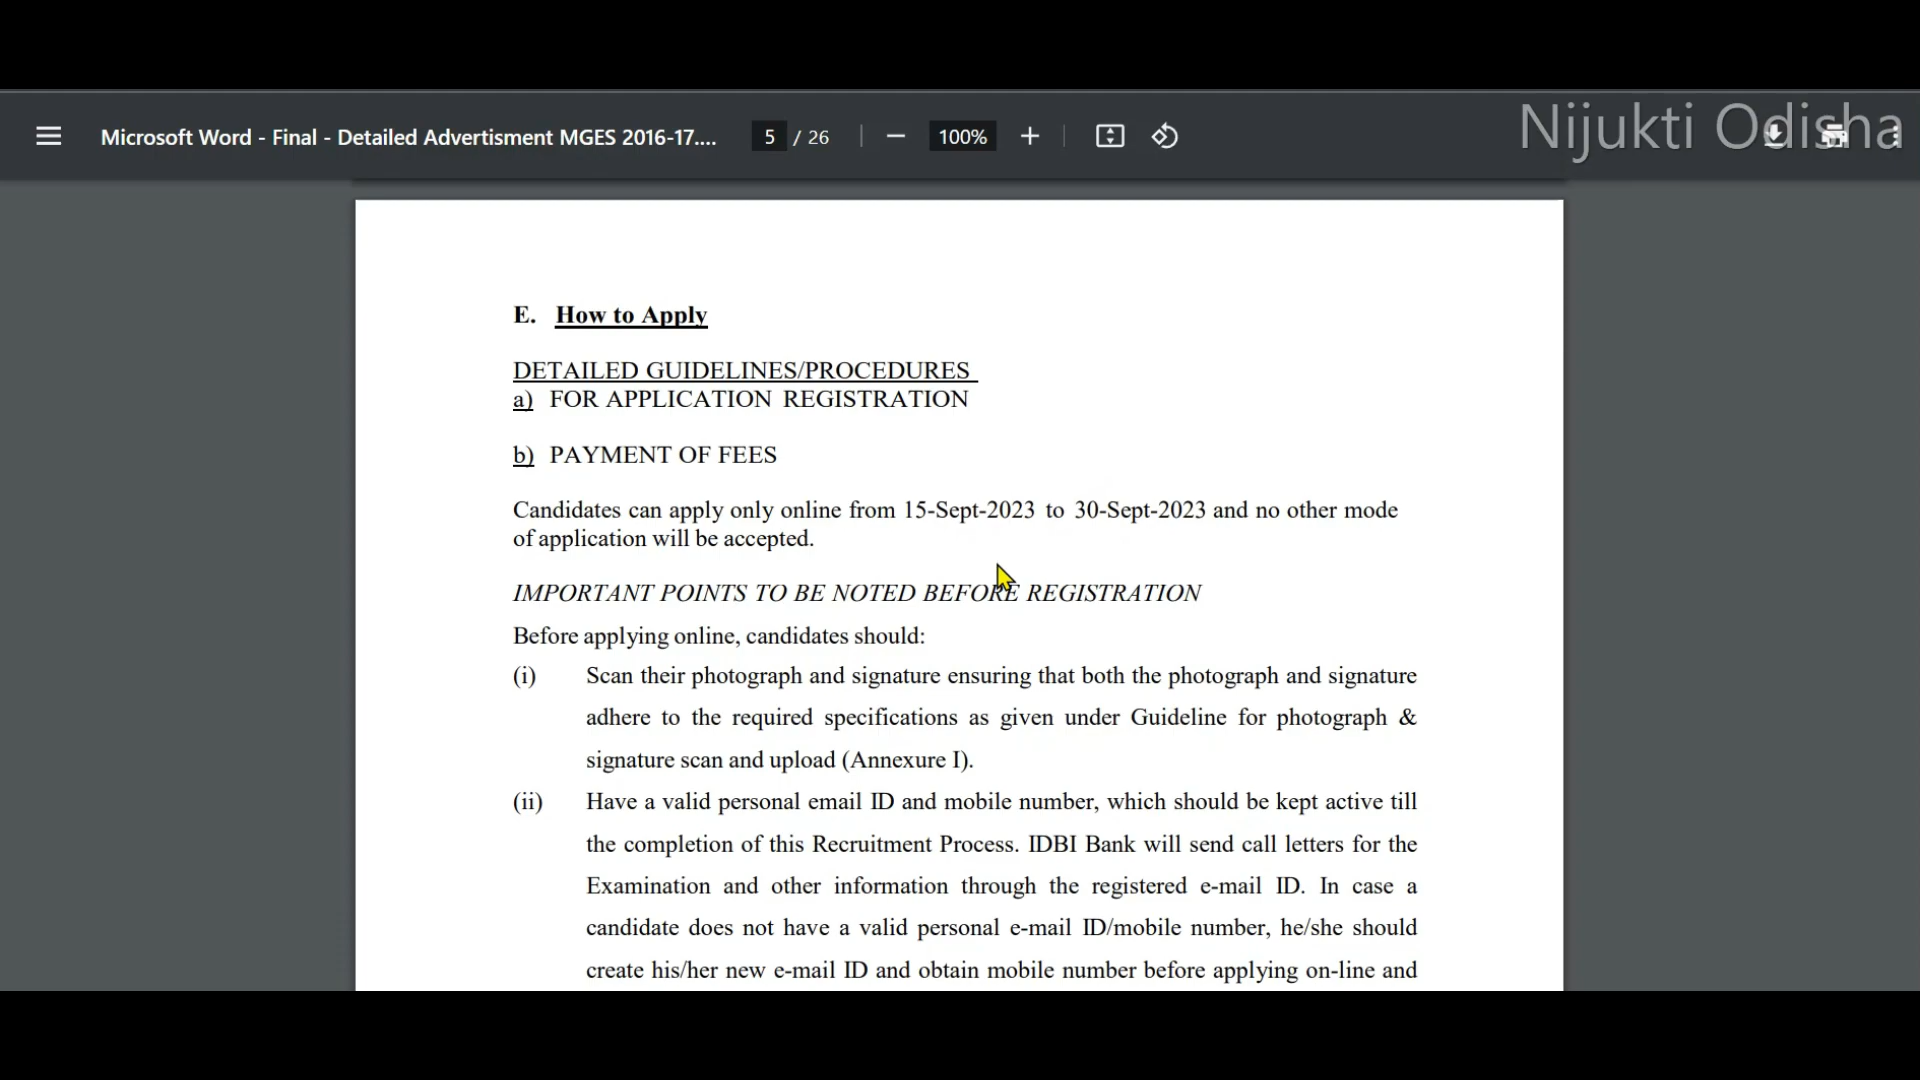 Nijukti Odisha
Microsoft Word - Final - Detailed Advertisment MGES 2016-17.... 5 / 26 100%
E. How to Apply
DETAILED GUIDELINES/PROCEDURES
a) FOR APPLICATION REGISTRATION
b) PAYMENT OF FEES
Candidates can apply only online from 15-Sept-2023 to 30-Sept-2023 and no other mode
of application will be accepted.
IMPORTANT POINTS TO BE NOTED BEFORE REGISTRATION
Before applying online, candidates should:
(i) Scan their photograph and signature ensuring that both the photograph and signature
adhere to the required specifications as given under Guideline for photograph &
signature scan and upload (Annexure I).
(ii) Have a valid personal email ID and mobile number, which should be kept active till
the completion of this Recruitment Process. IDBI Bank will send call letters for the
Examination and other information through the registered e-mail ID. In case a
candidate does not have a valid personal e-mail ID/mobile number, he/she should
create his/her new e-mail ID and obtain mobile number before applying on-line and